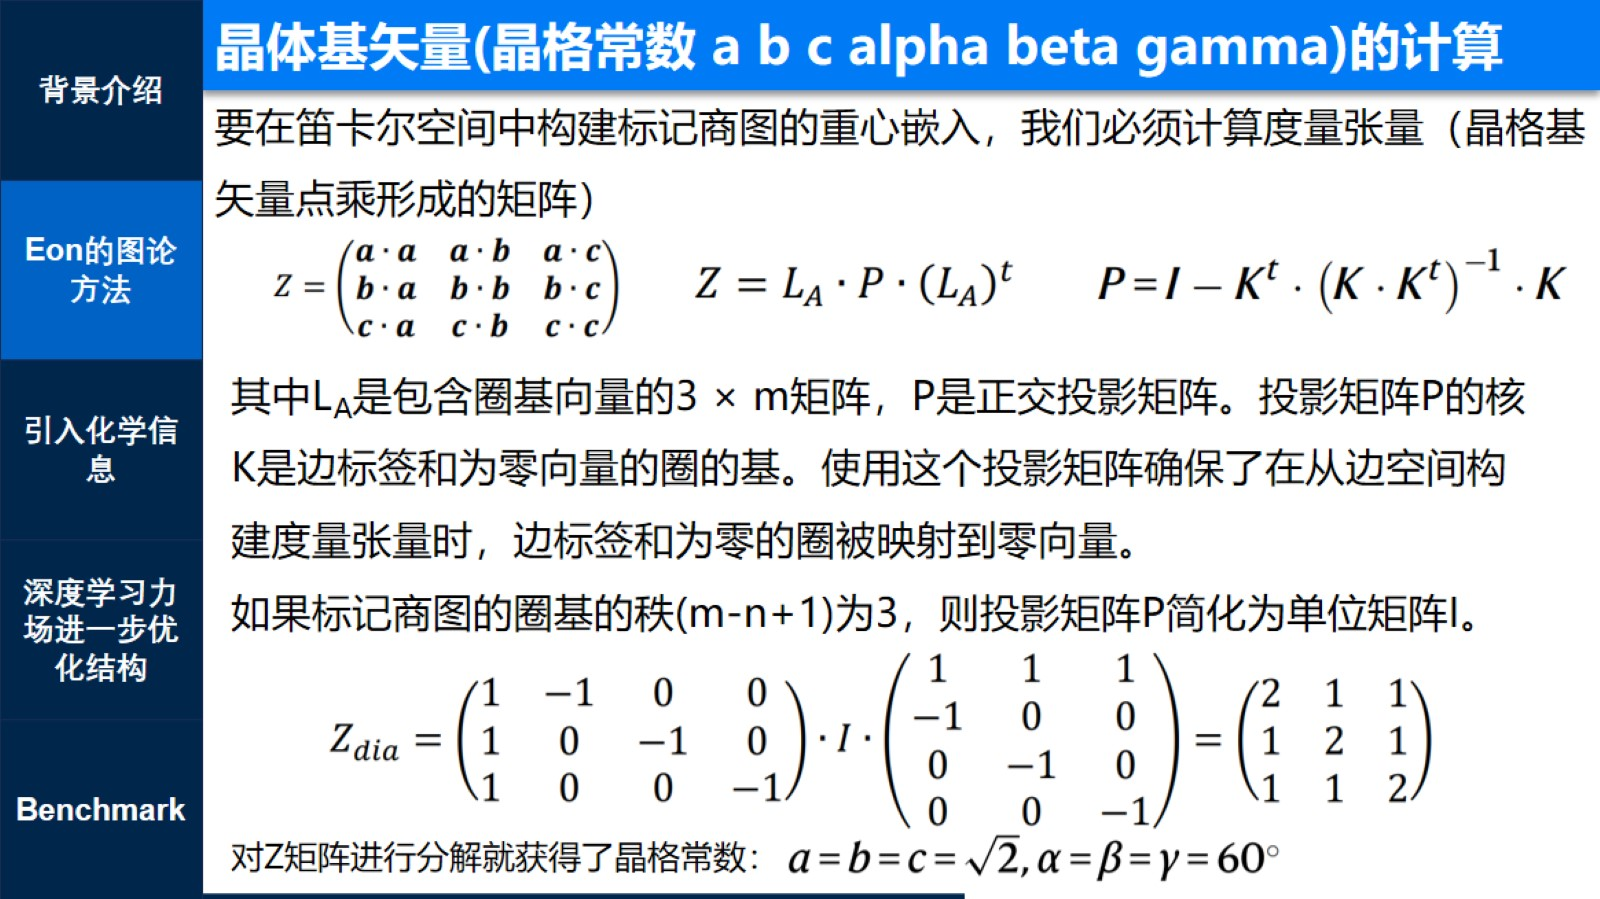 背景介绍
Eon的图论
方法
引入化学信
息
深度学习力
场进一步优
化结构
Benchmark
晶体基矢量(晶格常数 a b c alpha beta gamma)的计算
要在笛卡尔空间中构建标记商图的重心嵌入，我们必须计算度量张量（晶格基
矢量点乘形成的矩阵）
Z = (a · a a · b a · c
b · a b · b b · c
c · a c · b c · c)
Z = L_A · P · (L_A)^t
P = I − K^t · (K · K^t)^−1 · K
其中L_A是包含圈基向量的3 × m矩阵，P是正交投影矩阵。投影矩阵P的核
K是边标签和为零向量的圈的基。使用这个投影矩阵确保了在从边空间构
建度量张量时，边标签和为零的圈被映射到零向量。
如果标记商图的圈基的秩(m-n+1)为3，则投影矩阵P简化为单位矩阵I。
Z_dia = (1 −1 0 0
1 0 −1 0
1 0 0 −1) · I · (1 1 1
−1 0 0
0 −1 0
0 0 −1) = (2 1 1
1 2 1
1 1 2)
对Z矩阵进行分解就获得了晶格常数： a = b = c = √2, α = β = γ = 60°